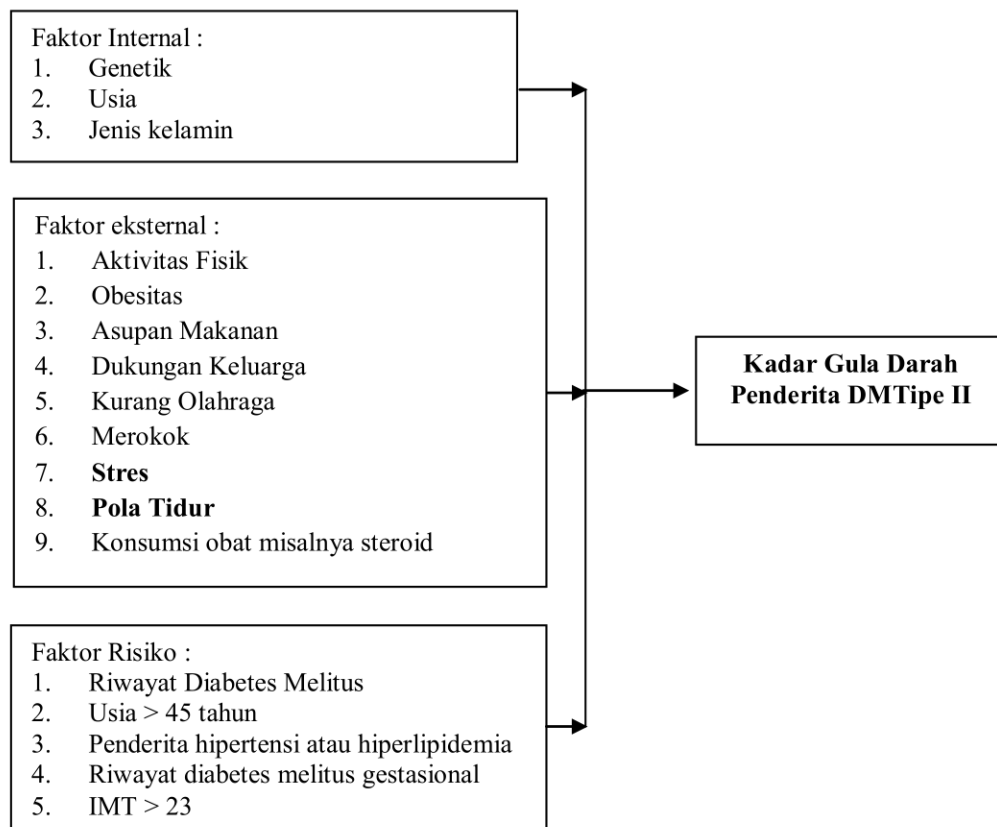 Faktor Internal :
1. Genetik
2. Usia
3. Jenis kelamin
Faktor eksternal :
1. Aktivitas Fisik
2. Obesitas
3. Asupan Makanan
4. Dukungan Keluarga
5. Kurang Olahraga
6. Merokok
7. Stres
8. Pola Tidur
9. Konsumsi obat misalnya steroid
Kadar Gula Darah
Penderita DMTipe II
Faktor Risiko :
1. Riwayat Diabetes Melitus
2. Usia > 45 tahun
3. Penderita hipertensi atau hiperlipidemia
4. Riwayat diabetes melitus gestasional
5. IMT > 23